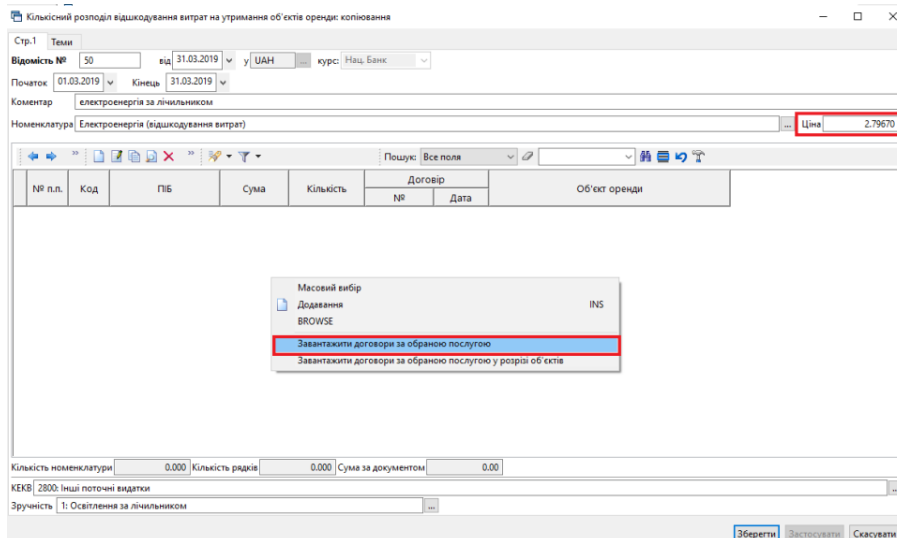 Кількісний розподіл відшкодування витрат на утримання об'єктів оренди: копіювання
Стр.1 Теми
Відомість № 50 від 31.03.2019 у UAH ... курс: Нац. Банк
Початок 01.03.2019 Кінець 31.03.2019
Коментар електроенергія за лічильником
Номенклатура Електроенергія (відшкодування витрат) ... Ціна 2.79670
Пошук: Все поля
№ п.п. Код ПІБ Сума Кількість Договір Об'єкт оренди
№ Дата
Масовий вибір
Додавання INS
BROWSE
Завантажити договори за обраною послугою
Завантажити договори за обраною послугою у розрізі об'єктів
Кількість номенклатури 0.000 Кількість рядків 0.000 Сума за документом 0.00
КЕКВ 2800: Інші поточні видатки ...
Зручність 1: Освітлення за лічильником ...
Зберегти Застосувати Скасувати